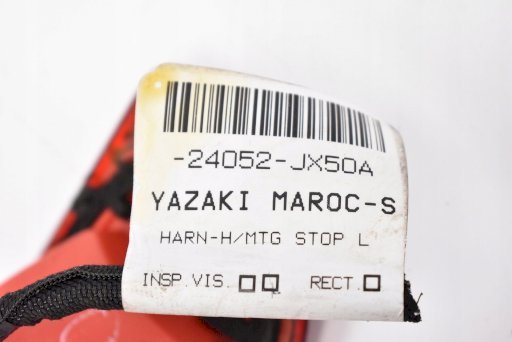 -24052-JX50A
YAZAKI MAROC-S
HARN-H/MTG STOP L
INSP.VIS. RECT.